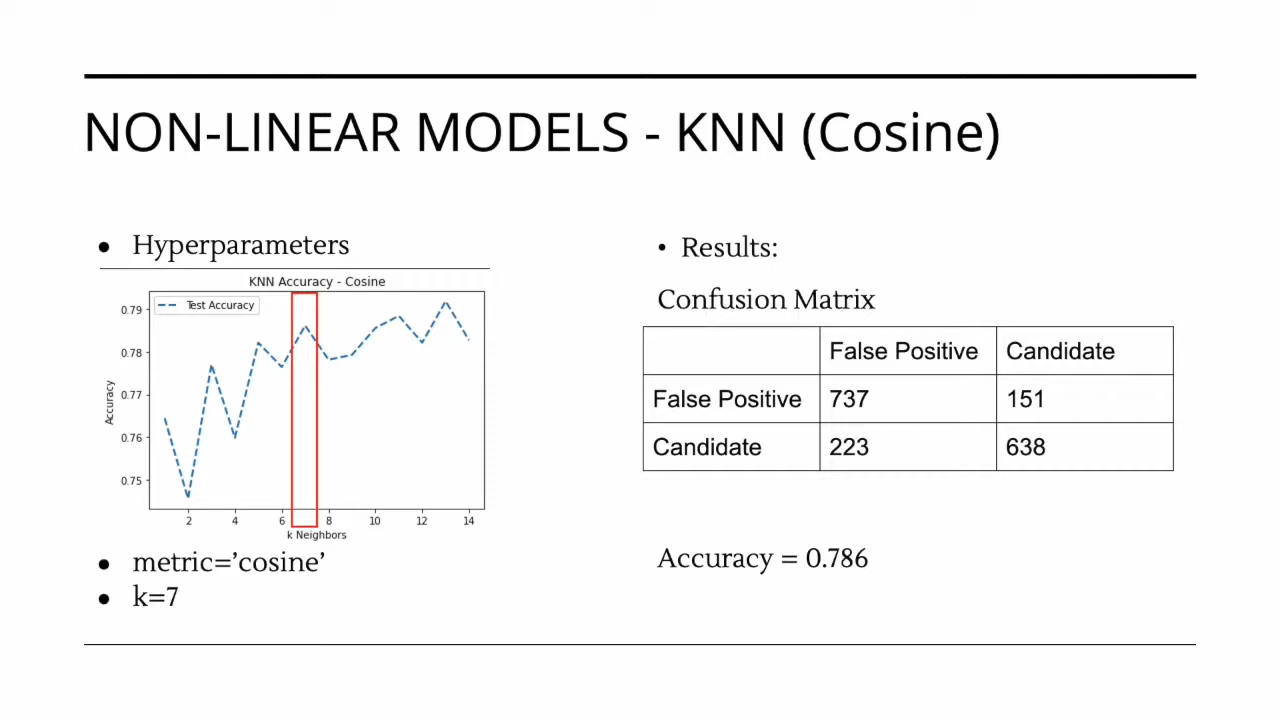 NON-LINEAR MODELS - KNN (Cosine)
● Hyperparameters
KNN Accuracy - Cosine
Test Accuracy
0.79
0.78
0.77
0.76
0.75
Accuracy
2 4 6 8 10 12 14
k Neighbors
● metric=’cosine’
● k=7
• Results:
Confusion Matrix
False Positive Candidate
False Positive 737 151
Candidate 223 638
Accuracy = 0.786